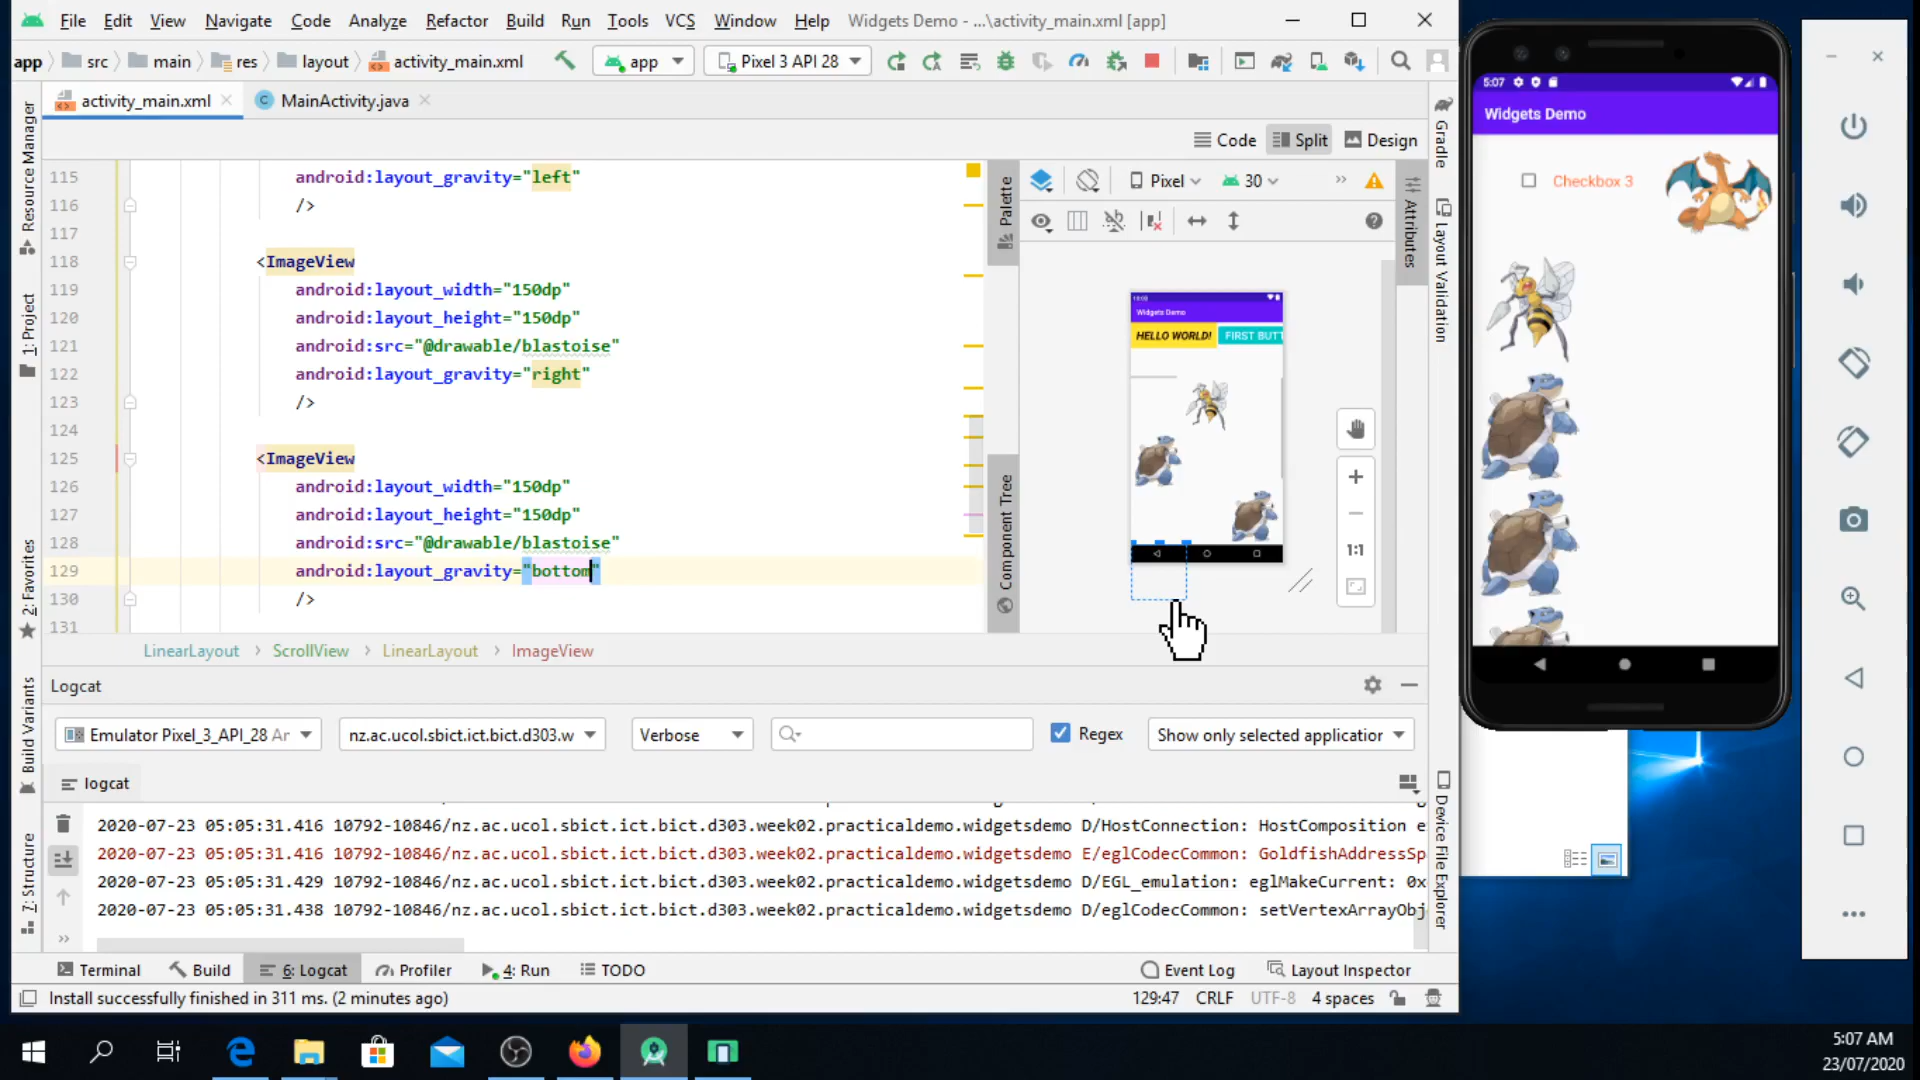 File Edit View Navigate Code Analyze Refactor Build Run Tools VCS Window Help Widgets Demo - ...\activity_main.xml [app]
app src main res layout activity_main.xml app Pixel 3 API 28
activity_main.xml MainActivity.java
Code Split Design
Pixel 30
115 android:layout_gravity="left"
116 />
117
118 <ImageView
119 android:layout_width="150dp"
120 android:layout_height="150dp"
121 android:src="@drawable/blastoise"
122 android:layout_gravity="right"
123 />
124
125 <ImageView
126 android:layout_width="150dp"
127 android:layout_height="150dp"
128 android:src="@drawable/blastoise"
129 android:layout_gravity="bottom"
130 />
131
LinearLayout ScrollView LinearLayout ImageView
Resource Manager
1: Project
2: Favorites
Build Variants
7: Structure
Palette
Component Tree
Attributes
Gradle
Layout Validation
Device File Explorer
Widgets Demo
HELLO WORLD! FIRST BUTT
1:1
Logcat
Emulator Pixel_3_API_28 Ar nz.ac.ucol.sbict.ict.bict.d303.w Verbose Regex Show only selected applicatior
logcat
2020-07-23 05:05:31.416 10792-10846/nz.ac.ucol.sbict.ict.bict.d303.week02.practicaldemo.widgetsdemo D/HostConnection: HostComposition e
2020-07-23 05:05:31.416 10792-10846/nz.ac.ucol.sbict.ict.bict.d303.week02.practicaldemo.widgetsdemo E/eglCodecCommon: GoldfishAddressSp
2020-07-23 05:05:31.429 10792-10846/nz.ac.ucol.sbict.ict.bict.d303.week02.practicaldemo.widgetsdemo D/EGL_emulation: eglMakeCurrent: 0x
2020-07-23 05:05:31.438 10792-10846/nz.ac.ucol.sbict.ict.bict.d303.week02.practicaldemo.widgetsdemo D/eglCodecCommon: setVertexArrayObj
Terminal Build 6: Logcat Profiler 4: Run TODO Event Log Layout Inspector
Install successfully finished in 311 ms. (2 minutes ago) 129:47 CRLF UTF-8 4 spaces
5:07
Widgets Demo
Checkbox 3
5:07 AM
23/07/2020